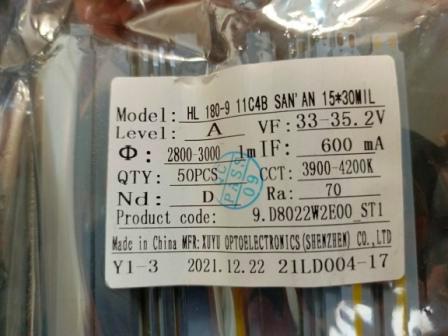 Model: HL 180-9 11C4B SAN'AN 15*30MIL
Level: A VF: 33-35.2V
Φ: 2800-3000 lm IF: 600 mA
QTY: 50PCS CCT: 3900-4200K
Nd: D Ra: 70
Product code: 9.D8022W2E00_ST1
Made in China MFR: XUYU OPTOELECTRONICS(SHENZHEN) CO.,LTD
Y1-3 2021.12.22 21LD004-17